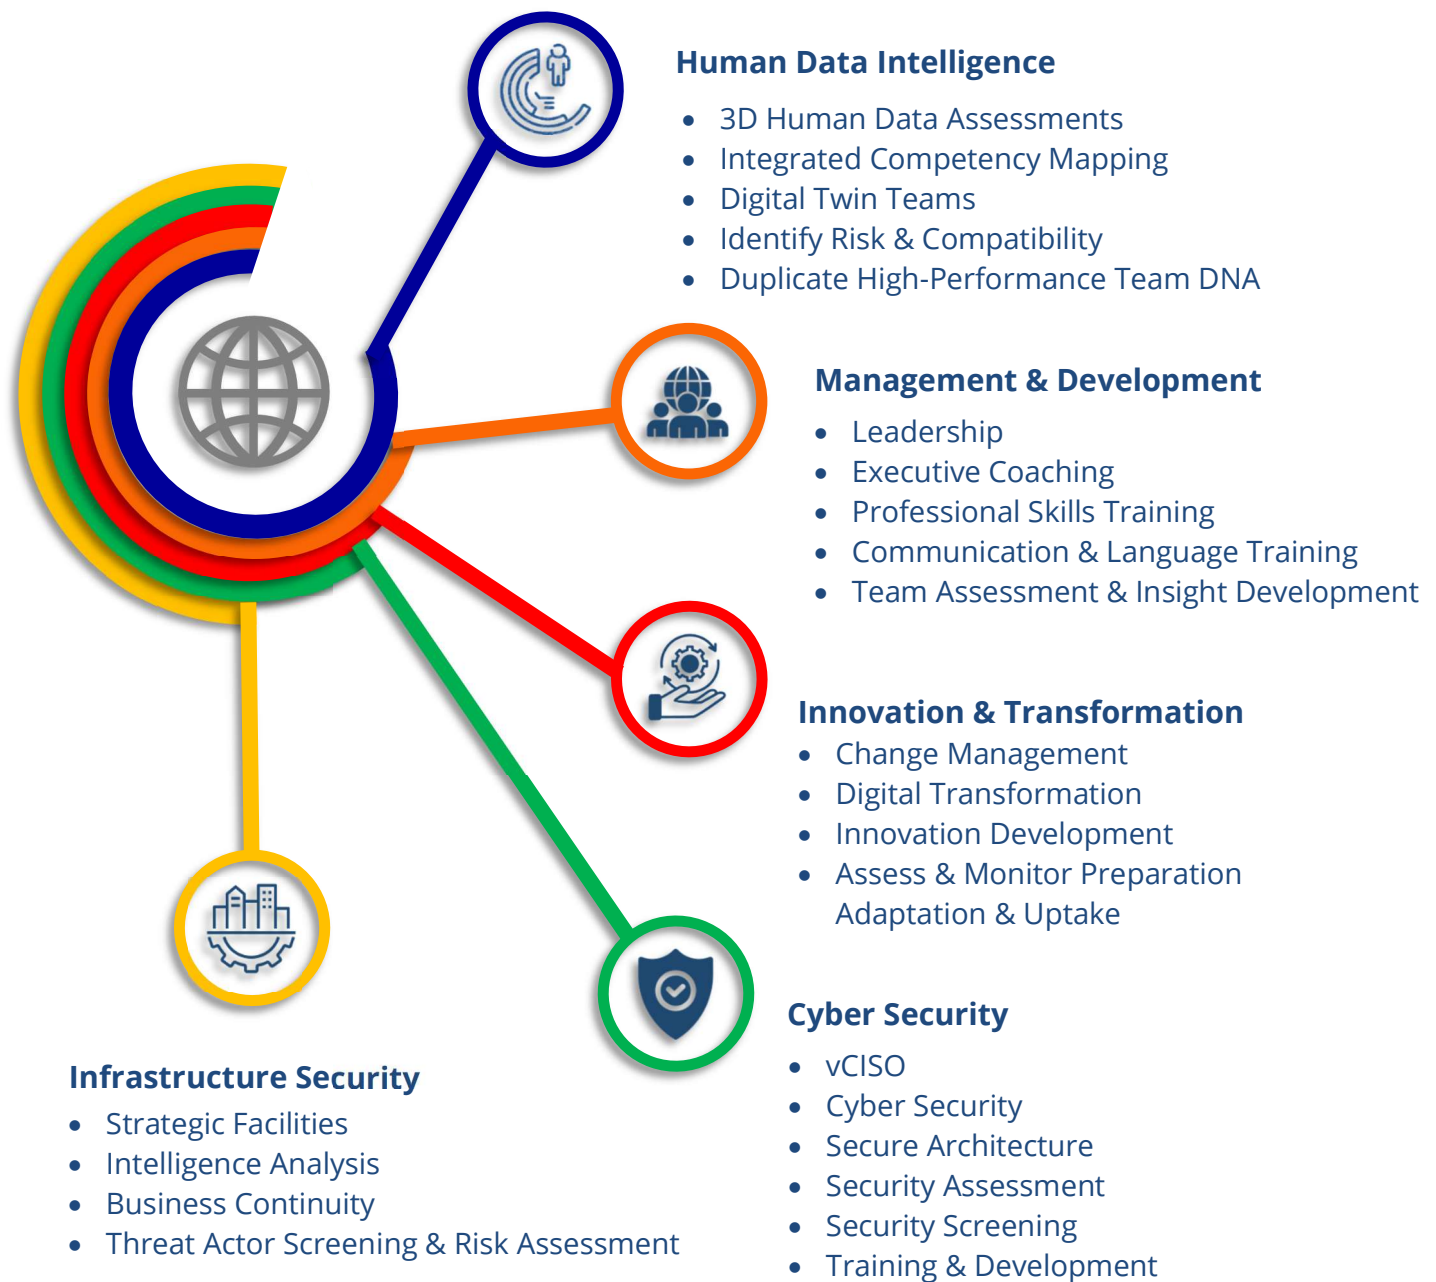 Human Data Intelligence
• 3D Human Data Assessments
• Integrated Competency Mapping
• Digital Twin Teams
• Identify Risk & Compatibility
• Duplicate High-Performance Team DNA
Management & Development
• Leadership
• Executive Coaching
• Professional Skills Training
• Communication & Language Training
• Team Assessment & Insight Development
Innovation & Transformation
• Change Management
• Digital Transformation
• Innovation Development
• Assess & Monitor Preparation
Adaptation & Uptake
Cyber Security
• vCISO
• Cyber Security
• Secure Architecture
• Security Assessment
• Security Screening
• Training & Development
Infrastructure Security
• Strategic Facilities
• Intelligence Analysis
• Business Continuity
• Threat Actor Screening & Risk Assessment